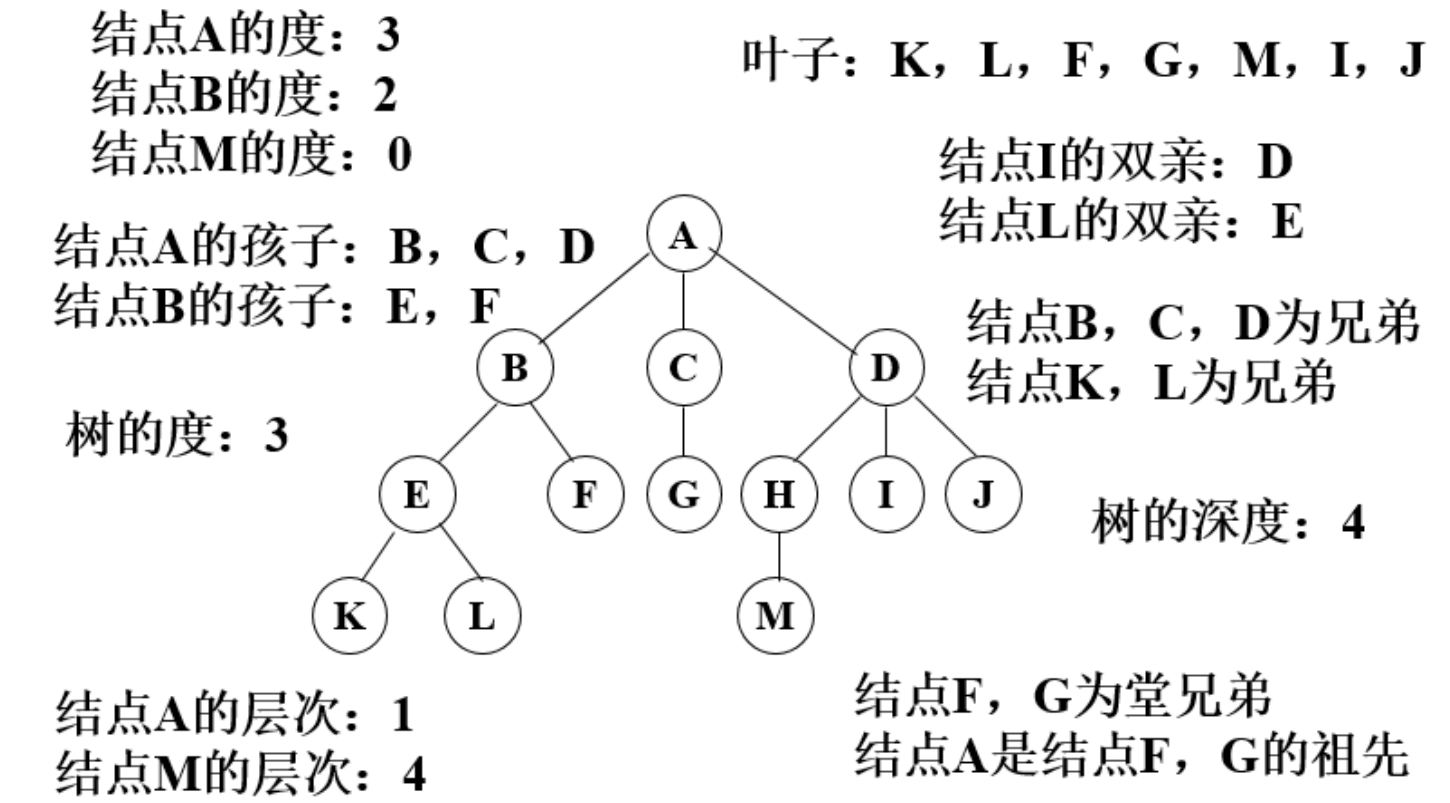 结点A的度：3
结点B的度：2
结点M的度：0
叶子：K，L，F，G，M，I，J
结点I的双亲：D
结点L的双亲：E
结点A的孩子：B，C，D
结点B的孩子：E，F
A
结点B，C，D为兄弟
结点K，L为兄弟
B C D
树的度：3
E F G H I J
树的深度：4
K L M
结点A的层次：1
结点M的层次：4
结点F，G为堂兄弟
结点A是结点F，G的祖先